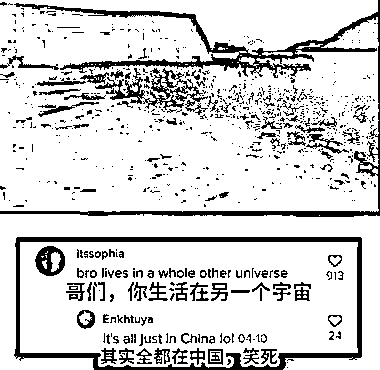 itssophia
bro lives in a whole other universe
913
哥们，你生活在另一个宇宙
Enkhtuya
It's all just in China lol 04-10
24
其实全都在中国，笑死